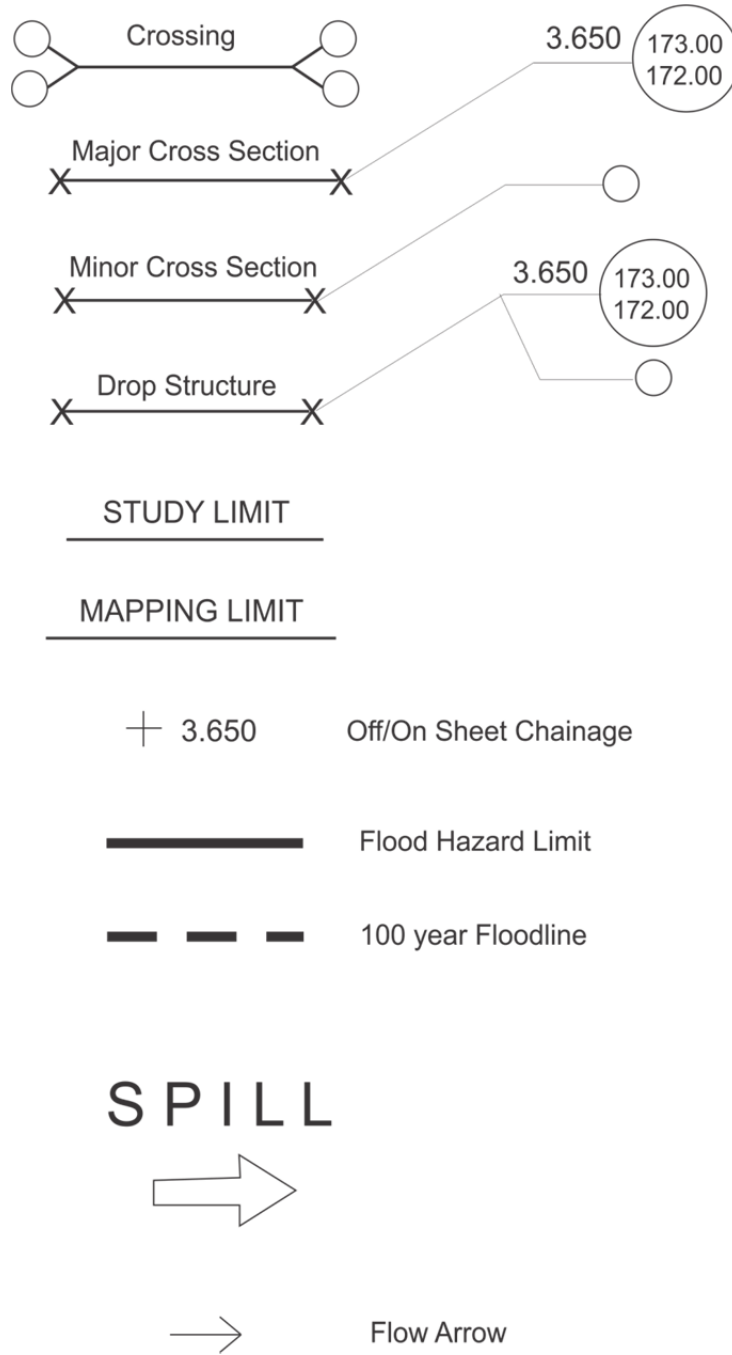 Crossing
3.650
173.00
172.00
Major Cross Section
X X
Minor Cross Section
X X
3.650
173.00
172.00
Drop Structure
X X
STUDY LIMIT
MAPPING LIMIT
3.650 Off/On Sheet Chainage
Flood Hazard Limit
100 year Floodline
SPILL
Flow Arrow